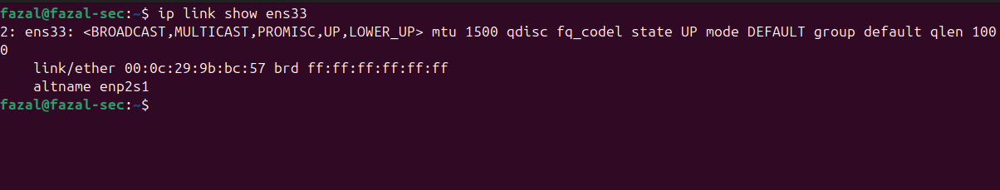 fazal@fazal-sec:~$ ip link show ens33
2: ens33: <BROADCAST,MULTICAST,PROMISC,UP,LOWER_UP> mtu 1500 qdisc fq_codel state UP mode DEFAULT group default qlen 100
0
    link/ether 00:0c:29:9b:bc:57 brd ff:ff:ff:ff:ff:ff
    altname enp2s1
fazal@fazal-sec:~$